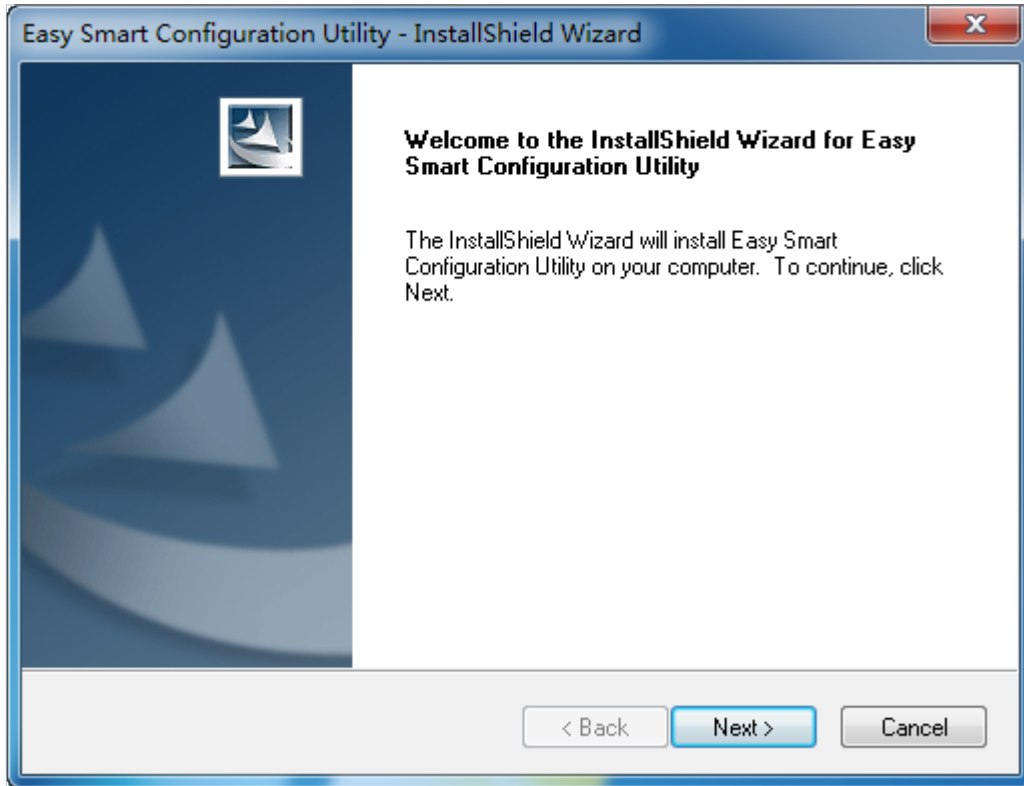 Easy Smart Configuration Utility - InstallShield Wizard
Welcome to the InstallShield Wizard for Easy
Smart Configuration Utility
The InstallShield Wizard will install Easy Smart
Configuration Utility on your computer.  To continue, click
Next.
< Back
Next >
Cancel